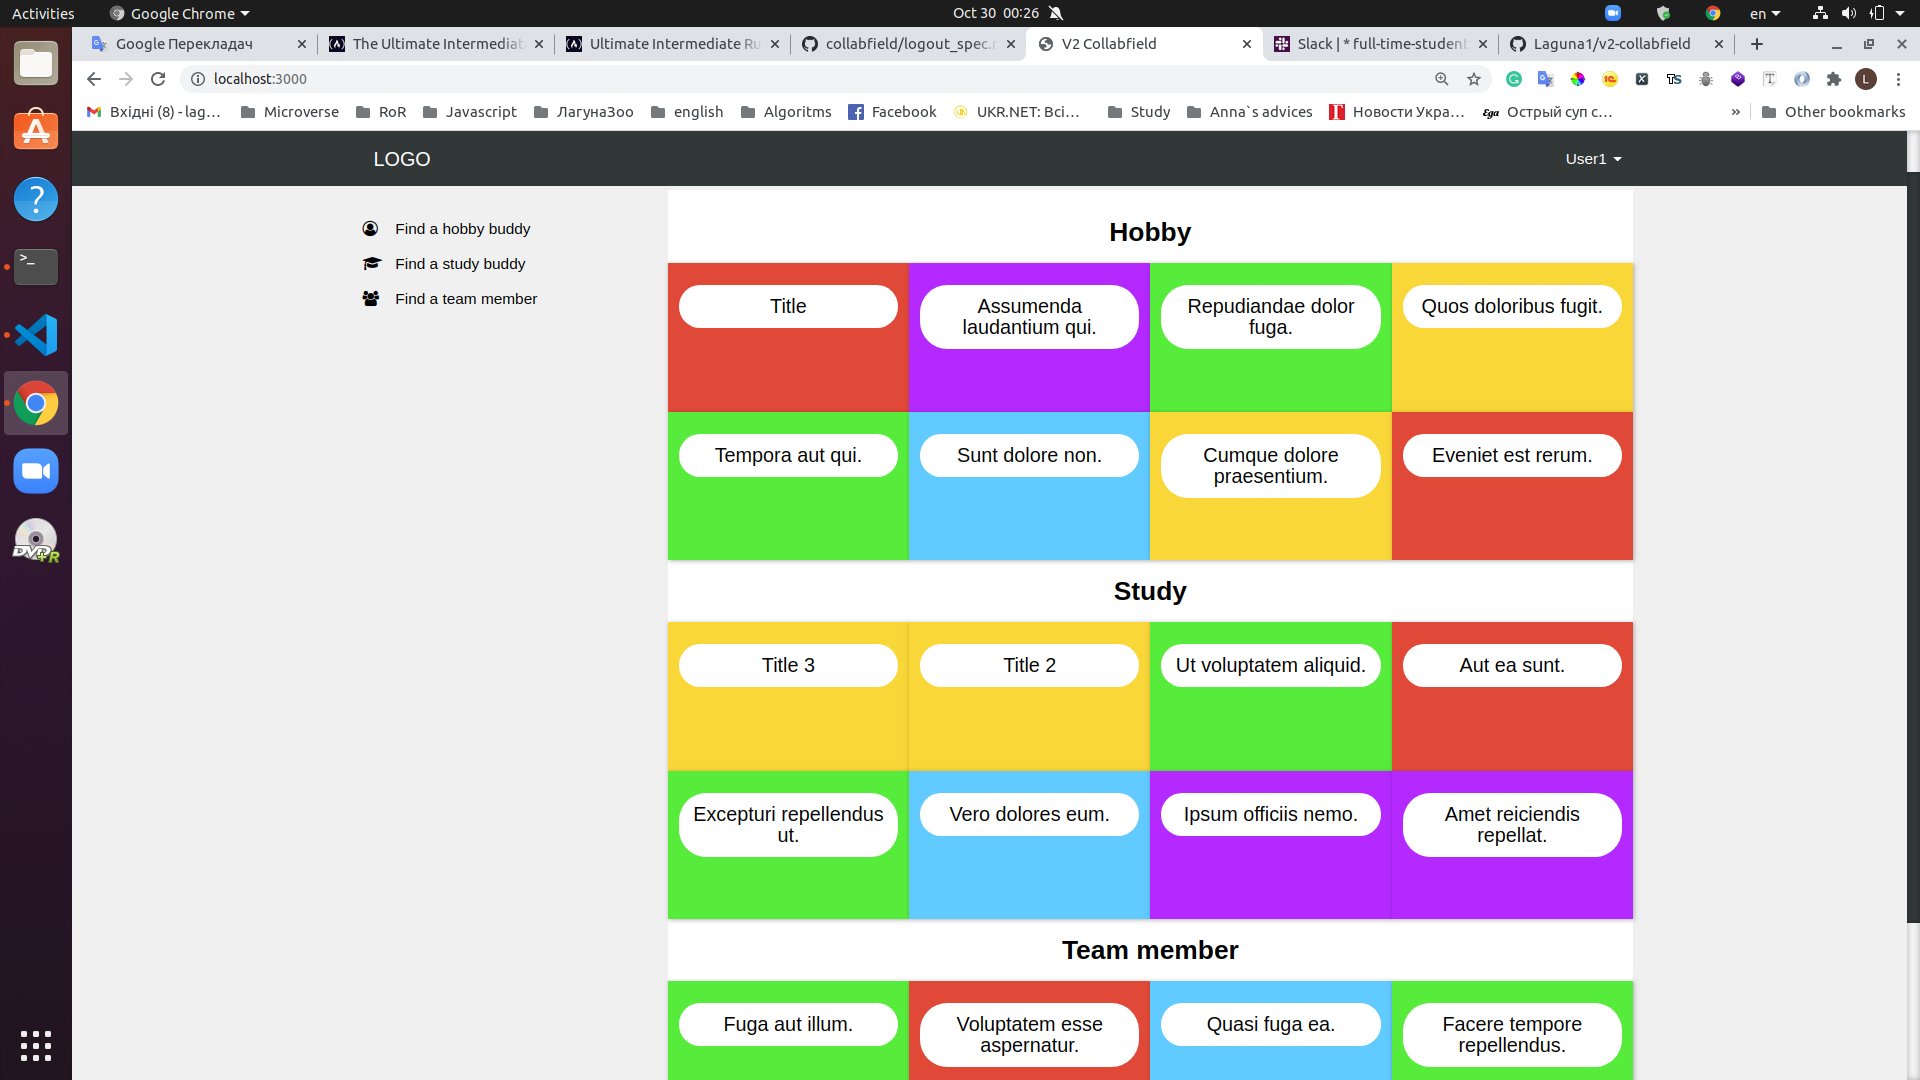 Activities
Google Chrome
Oct 30 00:26
en
Google Перекладач
The Ultimate Intermediat
Ultimate Intermediate Ru
collabfield/logout_spec.r
V2 Collabfield
Slack | * full-time-student
Laguna1/v2-collabfield
localhost:3000
L
Вхідні (8) - lag...
Microverse
RoR
Javascript
ЛагунаЗоо
english
Algoritms
Facebook
UKR.NET: Всі...
Study
Anna`s advices
Новости Укра...
Ega
Острый суп с...
»
Other bookmarks
LOGO
User1
Find a hobby buddy
Find a study buddy
Find a team member
Hobby
Title
Assumenda
laudantium qui.
Repudiandae dolor
fuga.
Quos doloribus fugit.
Tempora aut qui.
Sunt dolore non.
Cumque dolore
praesentium.
Eveniet est rerum.
Study
Title 3
Title 2
Ut voluptatem aliquid.
Aut ea sunt.
Excepturi repellendus
ut.
Vero dolores eum.
Ipsum officiis nemo.
Amet reiciendis
repellat.
Team member
Fuga aut illum.
Voluptatem esse
aspernatur.
Quasi fuga ea.
Facere tempore
repellendus.
DVD+R